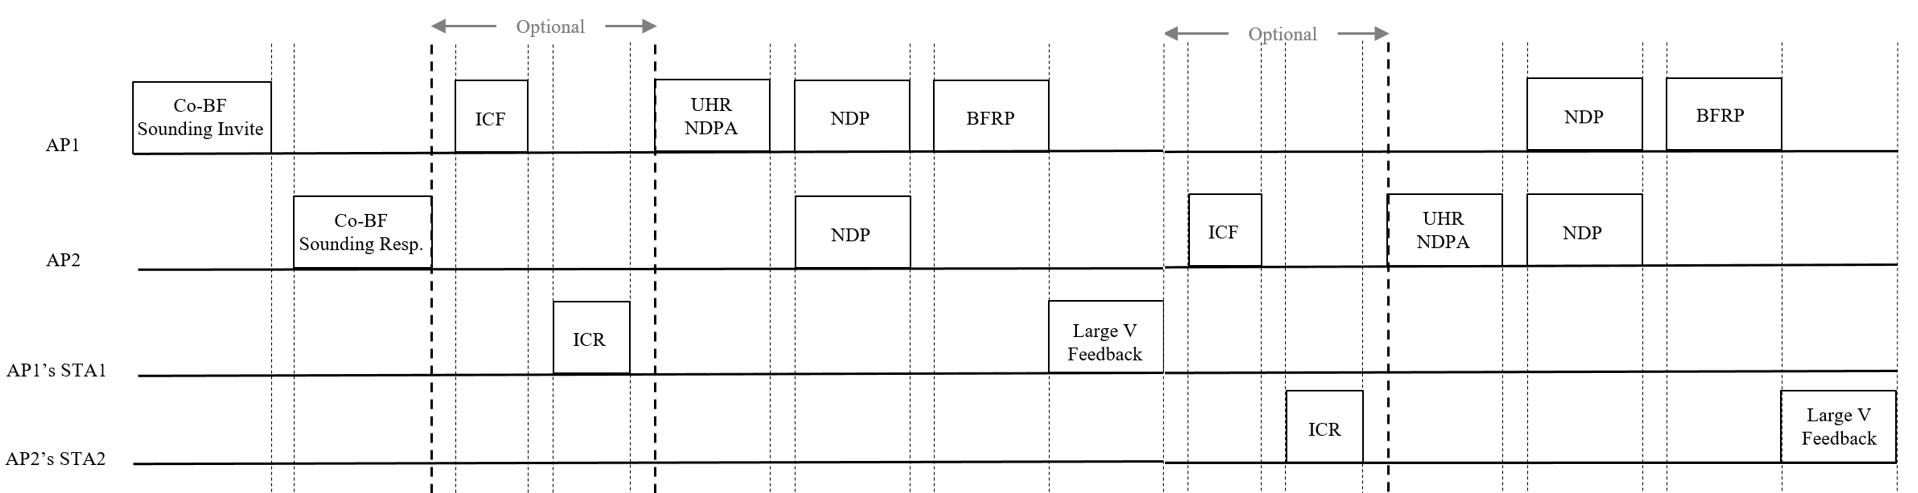 Optional
Optional
Co-BF
Sounding Invite
ICF
UHR
NDPA
NDP
BFRP
NDP
BFRP
AP1
Co-BF
Sounding Resp.
NDP
ICF
UHR
NDMA
NDP
AP2
ICR
Large V
Feedback
AP1's STA1
ICR
Large V
Feedback
AP2's STA2